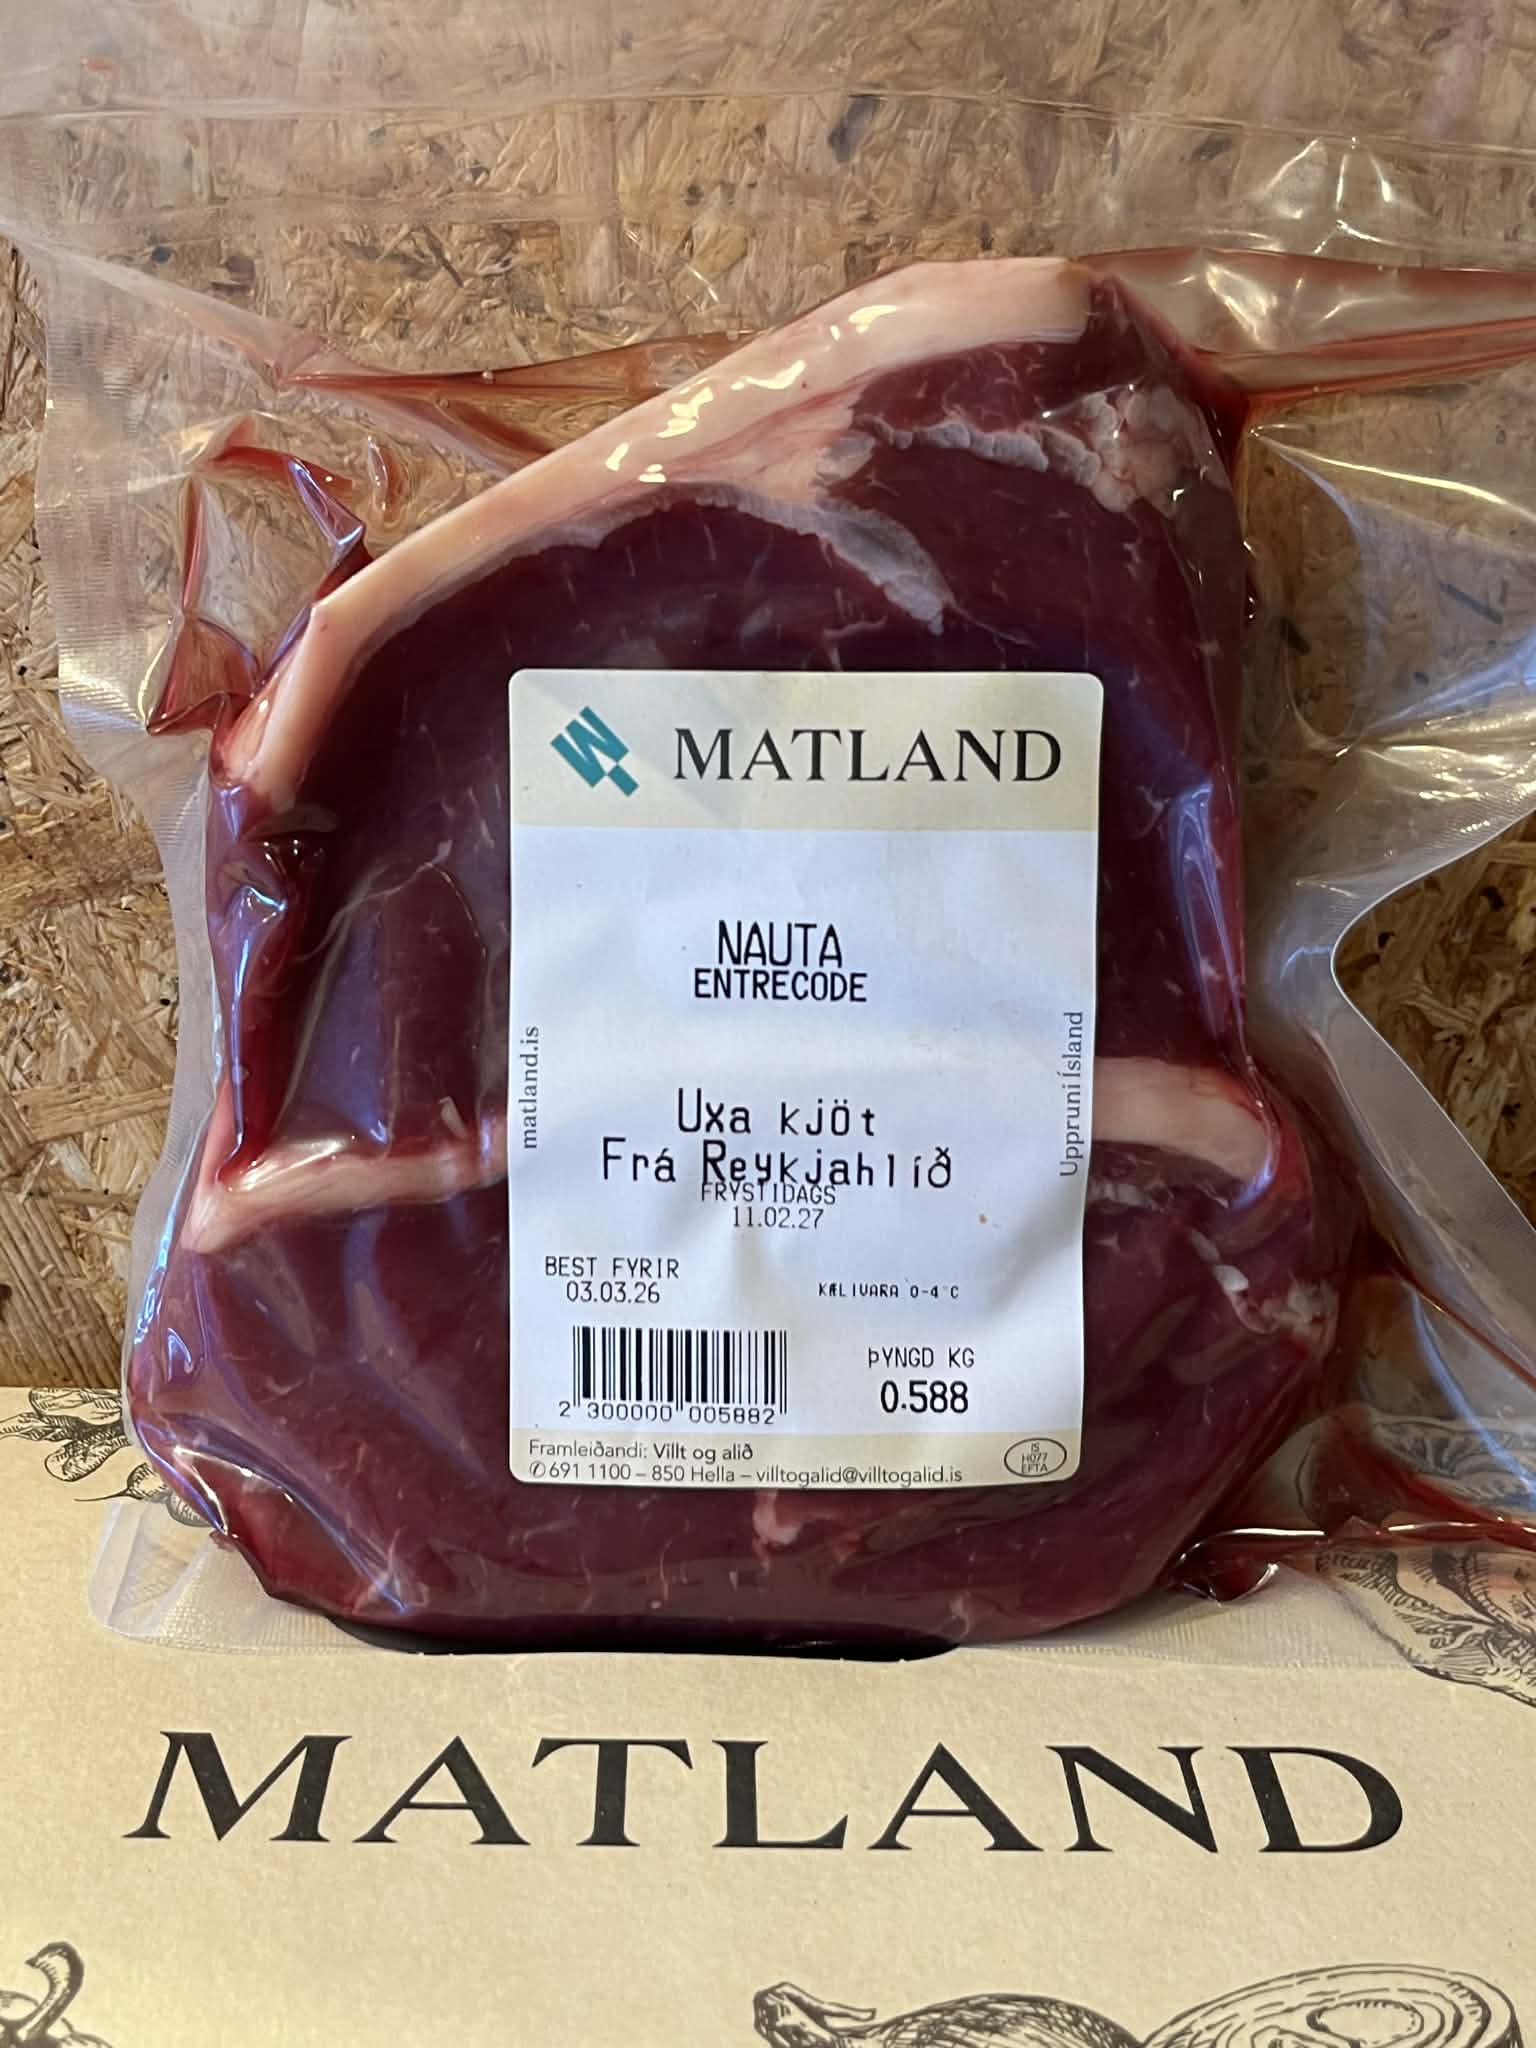 MATLAND
NAUTA
ENTRECODE
matland.is
Uppruni Ísland
Uxa kjöt
Frá Reykjahlíð
FRYSTIDAGS
11.02.27
BEST FYRIR
03.03.26
KÆLIVARA 0-4°C
ÞYNGD KG
0.588
2 300000 005882
Framleiðandi: Villt og alið
✆691 1100 – 850 Hella – villtogalid@villtogalid.is
IS
H077
EFTA
MATLAND